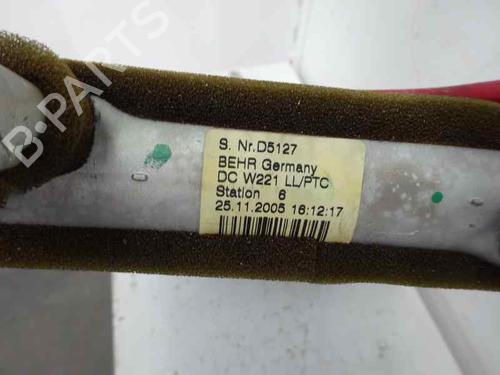 B-PARTS
S. Nr.D5127
BEHR Germany
DC W221 LL/PTC
Station 6
25.11.2005 16:12:17